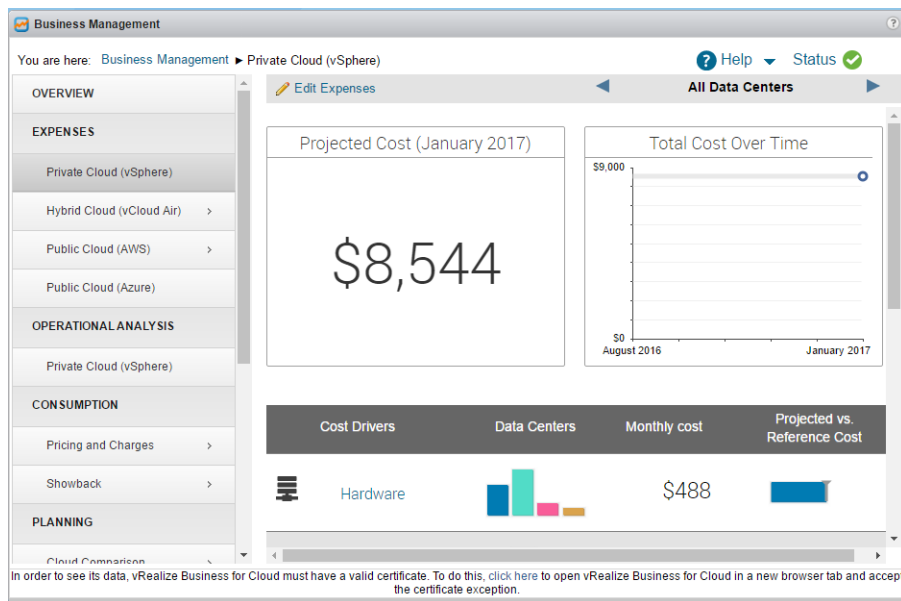 Business Management
You are here: Business Management ► Private Cloud (vSphere)
Help
Status
OVERVIEW
EXPENSES
Private Cloud (vSphere)
Hybrid Cloud (vCloud Air) >
Public Cloud (AWS) >
Public Cloud (Azure)
OPERATIONAL ANALYSIS
Private Cloud (vSphere)
CONSUMPTION
Pricing and Charges >
Showback >
PLANNING
Cloud Comparison >
Edit Expenses
All Data Centers
Projected Cost (January 2017)
$8,544
Total Cost Over Time
$9,000
$0
August 2016
January 2017
Cost Drivers
Data Centers
Monthly cost
Projected vs.
Reference Cost
Hardware
$488
In order to see its data, vRealize Business for Cloud must have a valid certificate. To do this, click here to open vRealize Business for Cloud in a new browser tab and accep
the certificate exception.